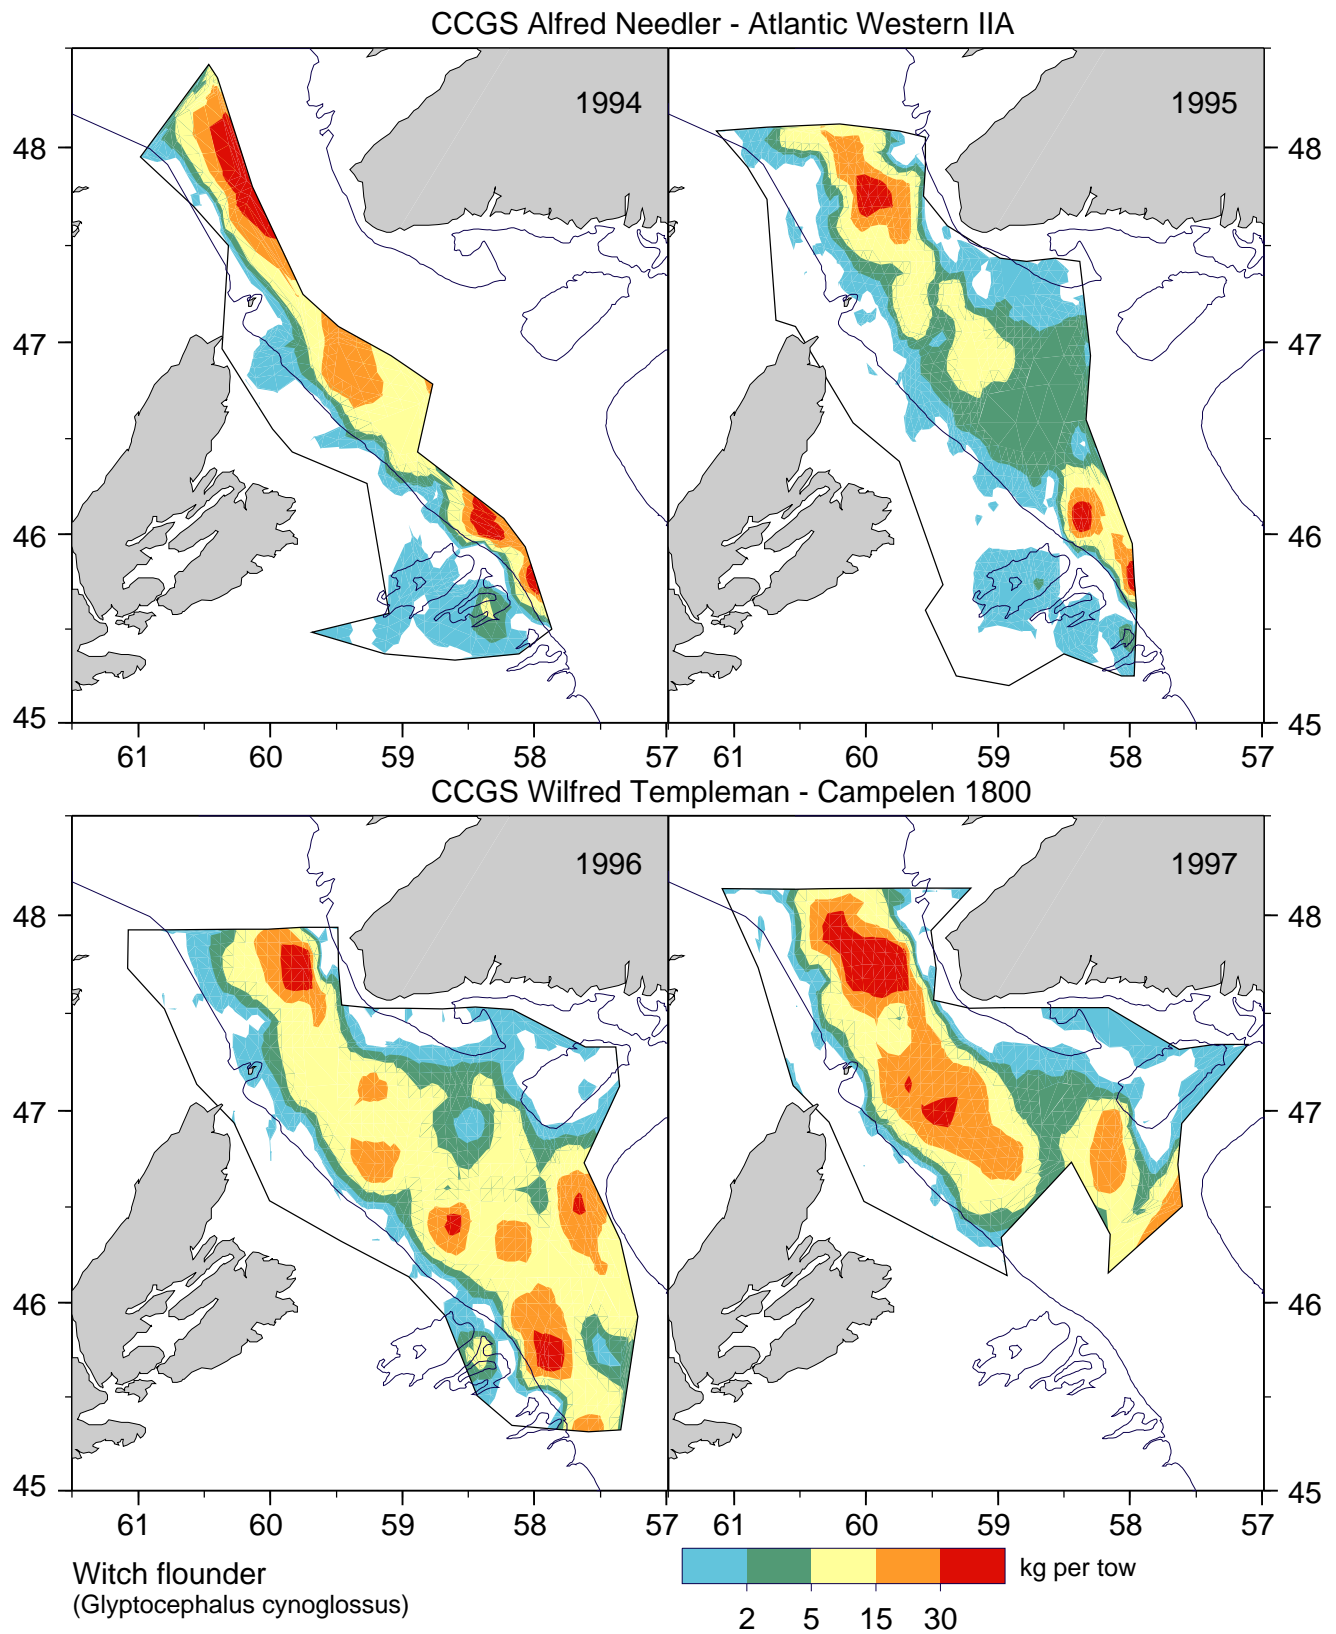 CCGS Alfred Needler - Atlantic Western IIA
1994
1995
48
47
46
45
48
47
46
45
61 60 59 58 57
61 60 59 58 57
CCGS Wilfred Templeman - Campelen 1800
1996
1997
48
47
46
45
48
47
46
45
61 60 59 58 57
61 60 59 58 57
Witch flounder
(Glyptocephalus cynoglossus)
kg per tow
2 5 15 30